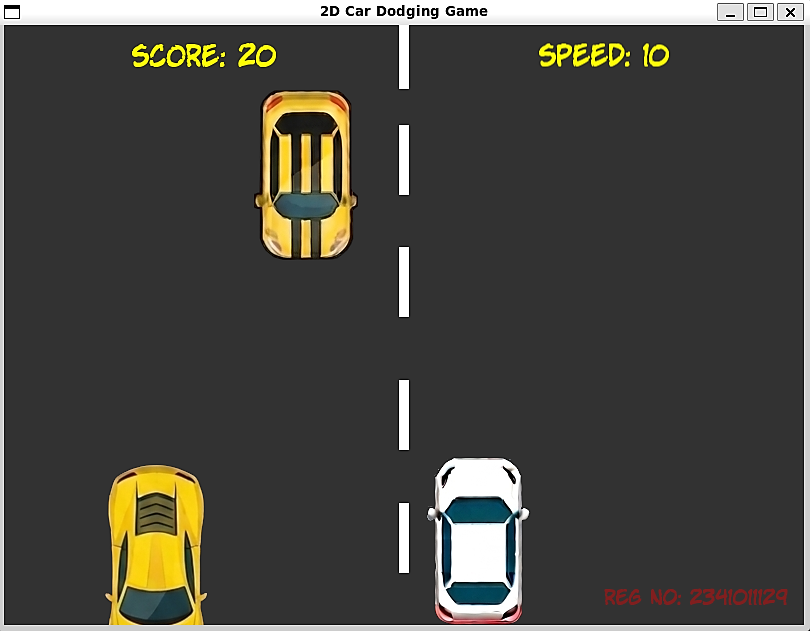 2D Car Dodging Game
SCORE: 20
SPEED: 10
REG NO: 2341011129